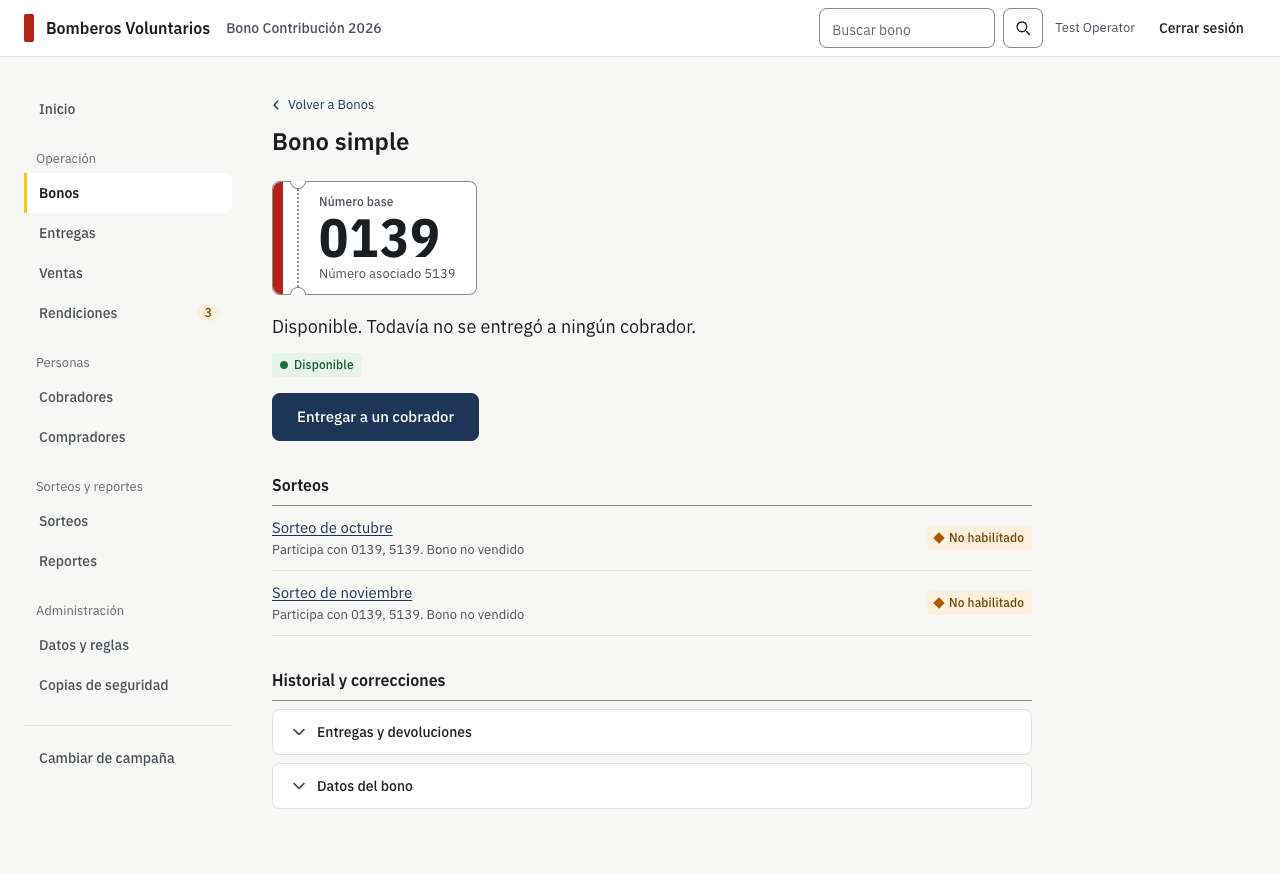 Bomberos Voluntarios
Bono Contribución 2026
Buscar bono
Test Operator
Cerrar sesión
Inicio
Operación
Bonos
Entregas
Ventas
Rendiciones 3
Personas
Cobradores
Compradores
Sorteos y reportes
Sorteos
Reportes
Administración
Datos y reglas
Copias de seguridad
Cambiar de campaña
Volver a Bonos
Bono simple
Número base
0139
Número asociado 5139
Disponible. Todavía no se entregó a ningún cobrador.
Disponible
Entregar a un cobrador
Sorteos
Sorteo de octubre
Participa con 0139, 5139. Bono no vendido
No habilitado
Sorteo de noviembre
Participa con 0139, 5139. Bono no vendido
No habilitado
Historial y correcciones
Entregas y devoluciones
Datos del bono